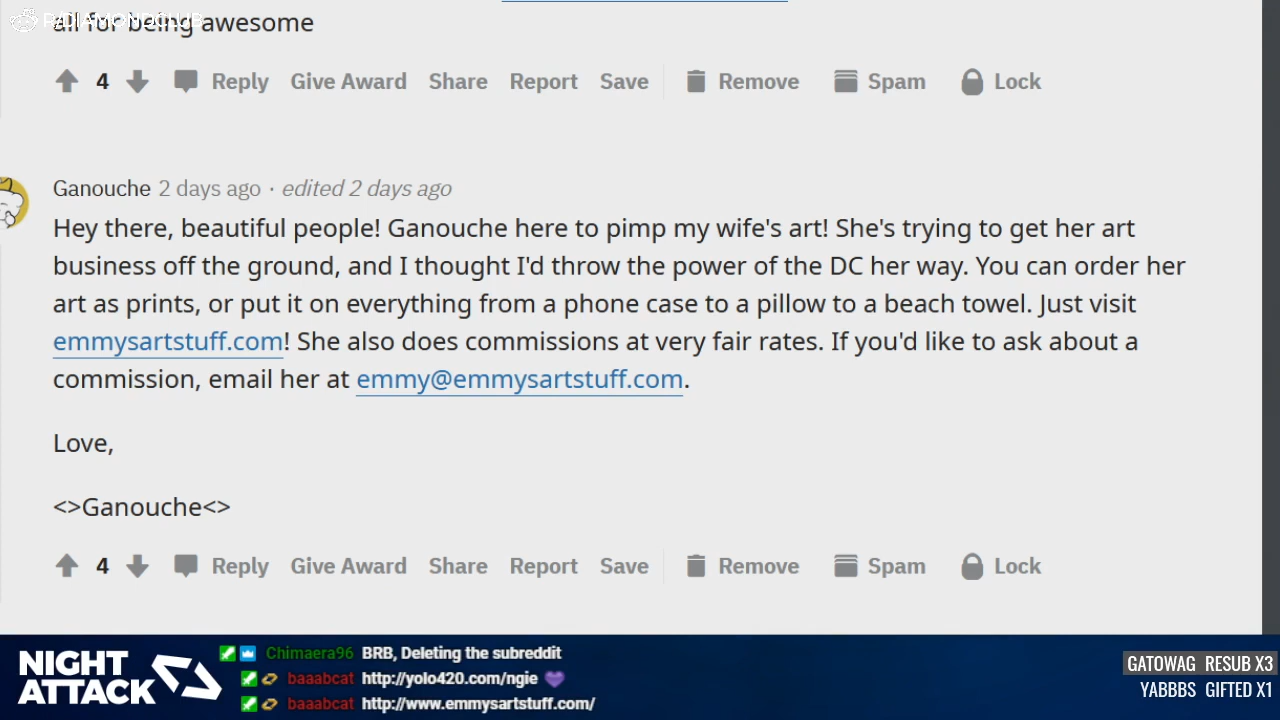 R/DIAMONDCLUB
all for being awesome
4 Reply Give Award Share Report Save Remove Spam Lock
Ganouche 2 days ago · edited 2 days ago
Hey there, beautiful people! Ganouche here to pimp my wife's art! She's trying to get her art
business off the ground, and I thought I'd throw the power of the DC her way. You can order her
art as prints, or put it on everything from a phone case to a pillow to a beach towel. Just visit
emmysartstuff.com! She also does commissions at very fair rates. If you'd like to ask about a
commission, email her at emmy@emmysartstuff.com.
Love,
<>Ganouche<>
4 Reply Give Award Share Report Save Remove Spam Lock
NIGHT
ATTACK
Chimaera96 BRB, Deleting the subreddit
baaabcat http://yolo420.com/ngie
baaabcat http://www.emmysartstuff.com/
GATOWAG RESUB X3
YABBBS GIFTED X1